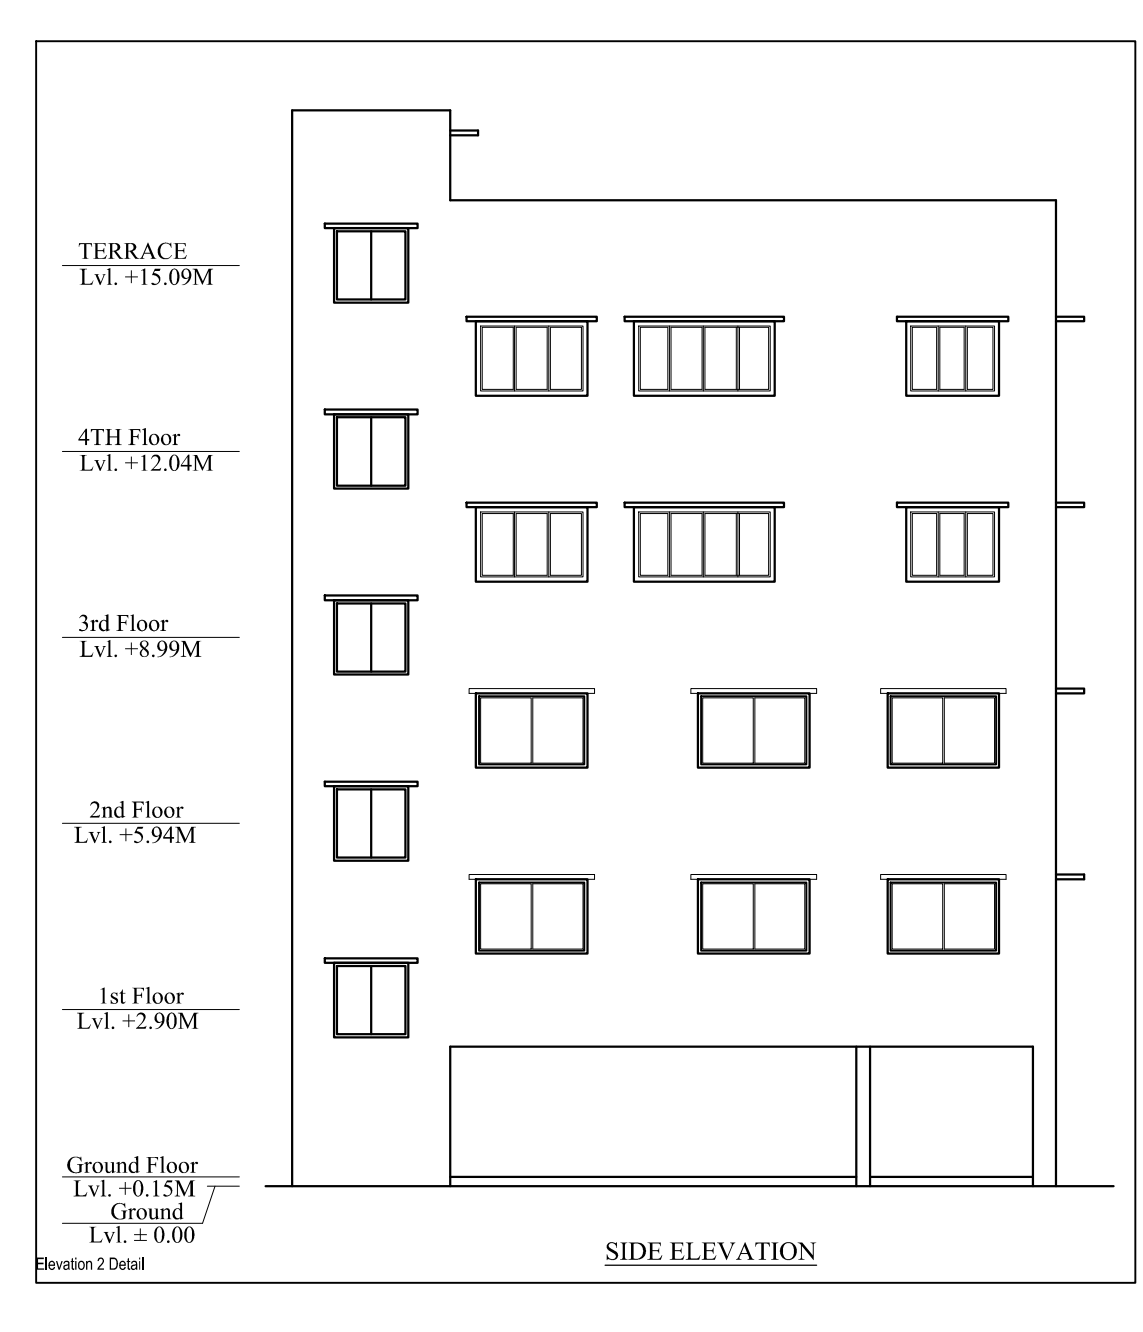 TERRACE
Lvl. +15.09M
4TH Floor
Lvl. +12.04M
3rd Floor
Lvl. +8.99M
2nd Floor
Lvl. +5.94M
1st Floor
Lvl. +2.90M
Ground Floor
Lvl. +0.15M
Ground
Lvl. ± 0.00
SIDE ELEVATION
Elevation 2 Detail